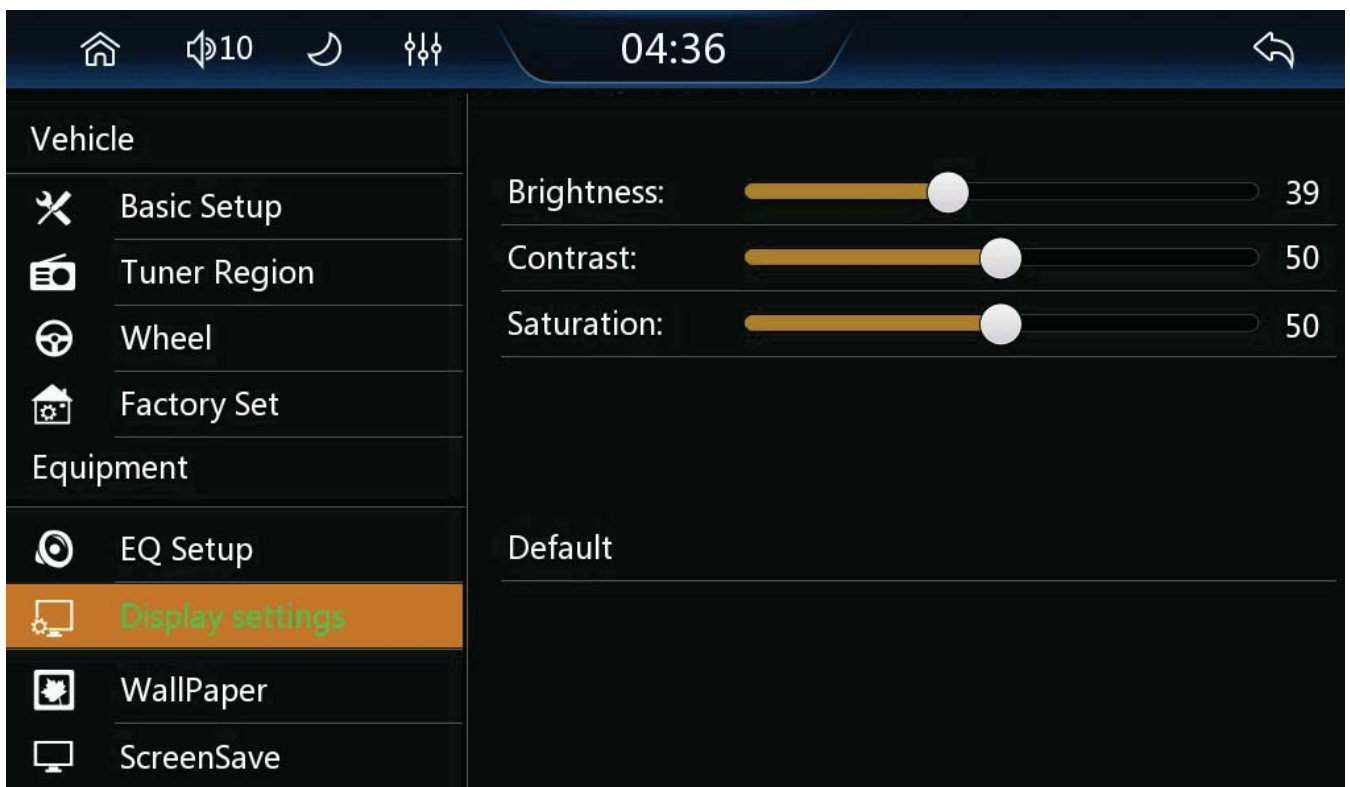 10
04:36
Vehicle
Basic Setup
Tuner Region
Wheel
Factory Set
Equipment
EQ Setup
Display settings
WallPaper
ScreenSave
Brightness: 39
Contrast: 50
Saturation: 50
Default